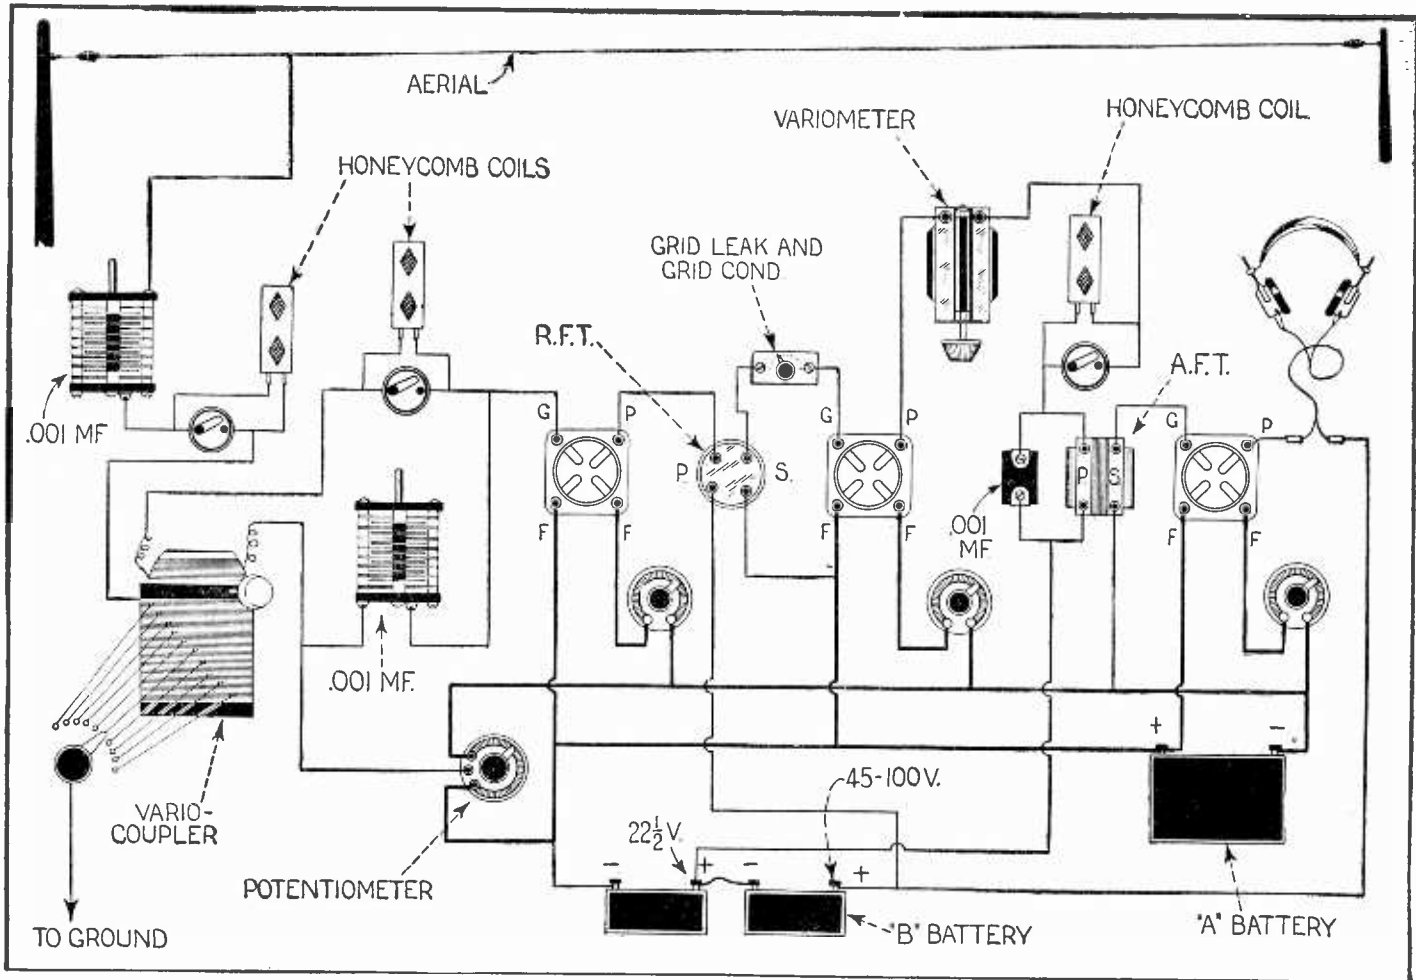 AERIAL
HONEYCOMB COILS
VARIOMETER
HONEYCOMB COIL
GRID LEAK AND
GRID COND
R.F.T.
A.F.T.
.001 MF
G
P
G
P
G
P
P
S.
P
S
F
F
F
F
F
F
.001
MF
.001 MF.
+
-
VARIO-
COUPLER
POTENTIOMETER
45-100V.
22½V.
-
+
-
+
TO GROUND
"B" BATTERY
"A" BATTERY